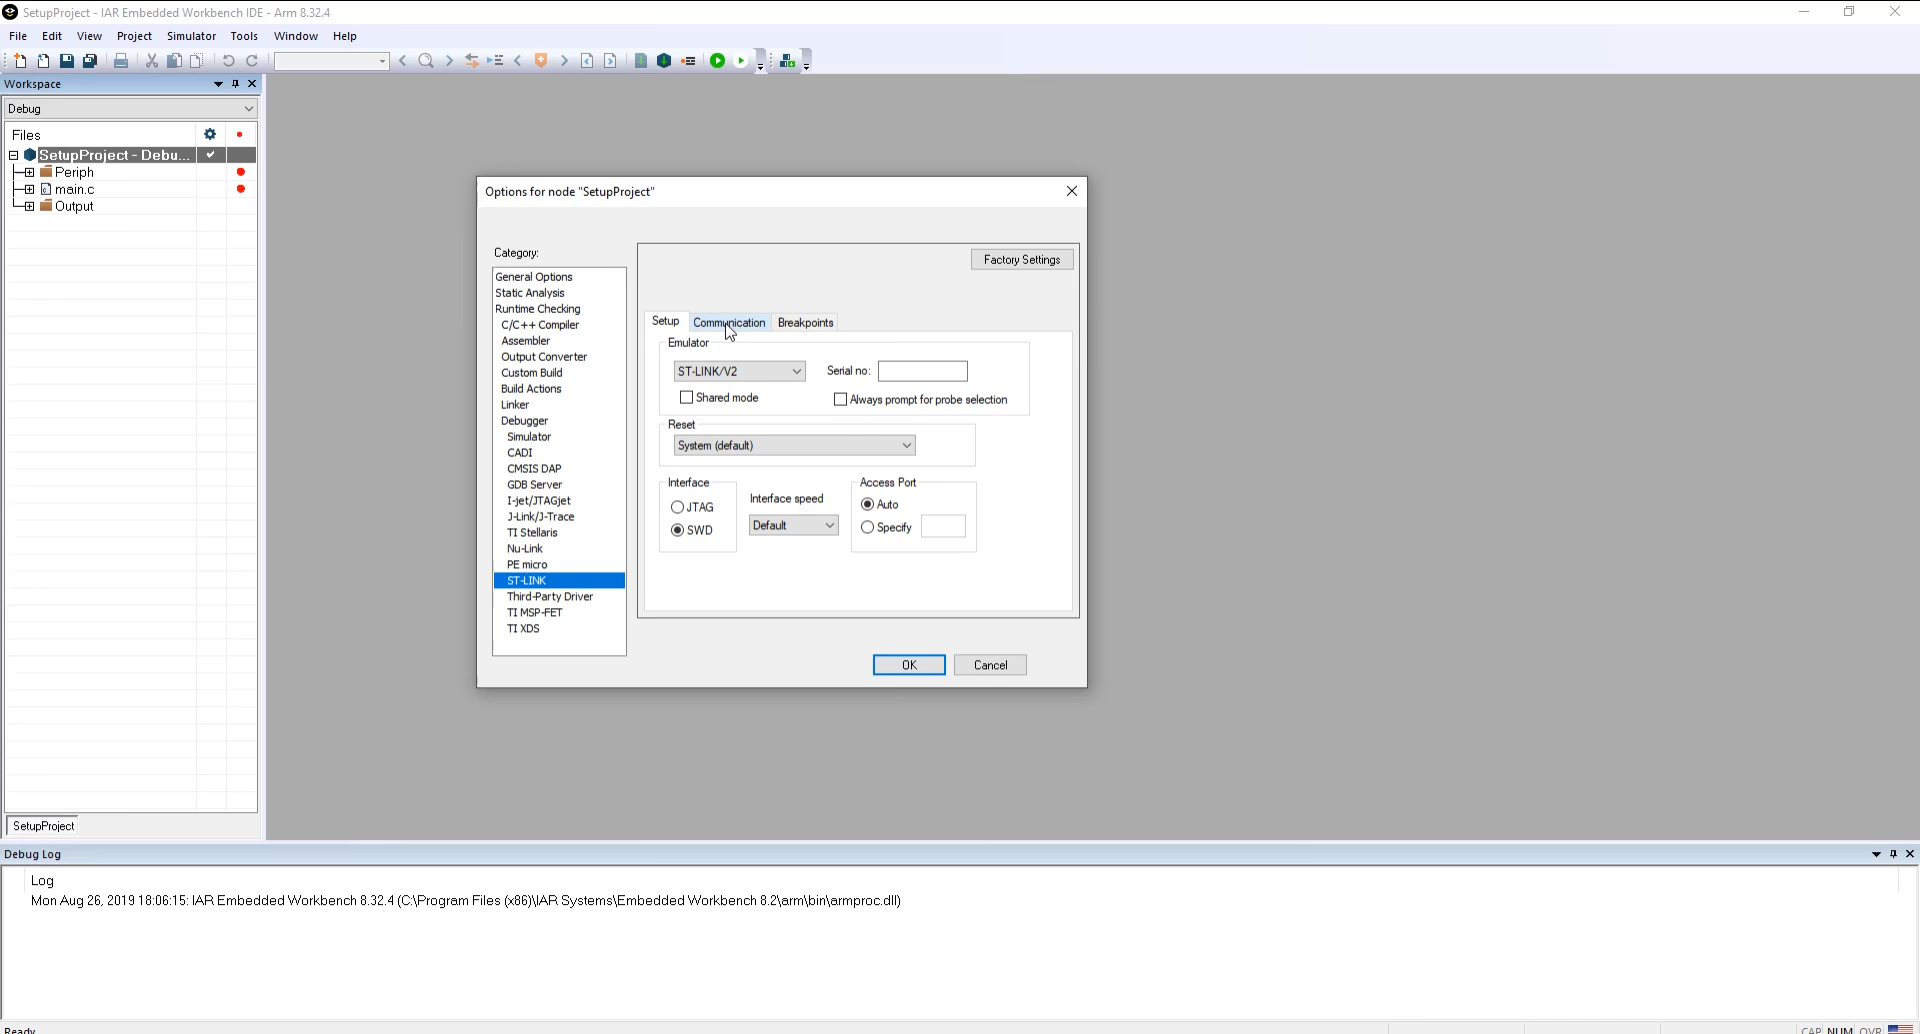 SetupProject - IAR Embedded Workbench IDE - Arm 8.32.4
File Edit View Project Simulator Tools Window Help
Workspace
Debug
Files
SetupProject - Debu...
Periph
main.c
Output
SetupProject
Options for node "SetupProject"
Category:
Factory Settings
General Options
Static Analysis
Runtime Checking
C/C++ Compiler
Assembler
Output Converter
Custom Build
Build Actions
Linker
Debugger
Simulator
CADI
CMSIS DAP
GDB Server
I-jet/JTAGjet
J-Link/J-Trace
TI Stellaris
Nu-Link
PE micro
ST-LINK
Third-Party Driver
TI MSP-FET
TI XDS
Setup Communication Breakpoints
Emulator
ST-LINK/V2 Serial no:
Shared mode Always prompt for probe selection
Reset
System (default)
Interface
JTAG
SWD
Interface speed
Default
Access Port
Auto
Specify
OK Cancel
Debug Log
Log
Mon Aug 26, 2019 18:06:15: IAR Embedded Workbench 8.32.4 (C:\Program Files (x86)\IAR Systems\Embedded Workbench 8.2\arm\bin\armproc.dll)
Ready CAP NUM OVR